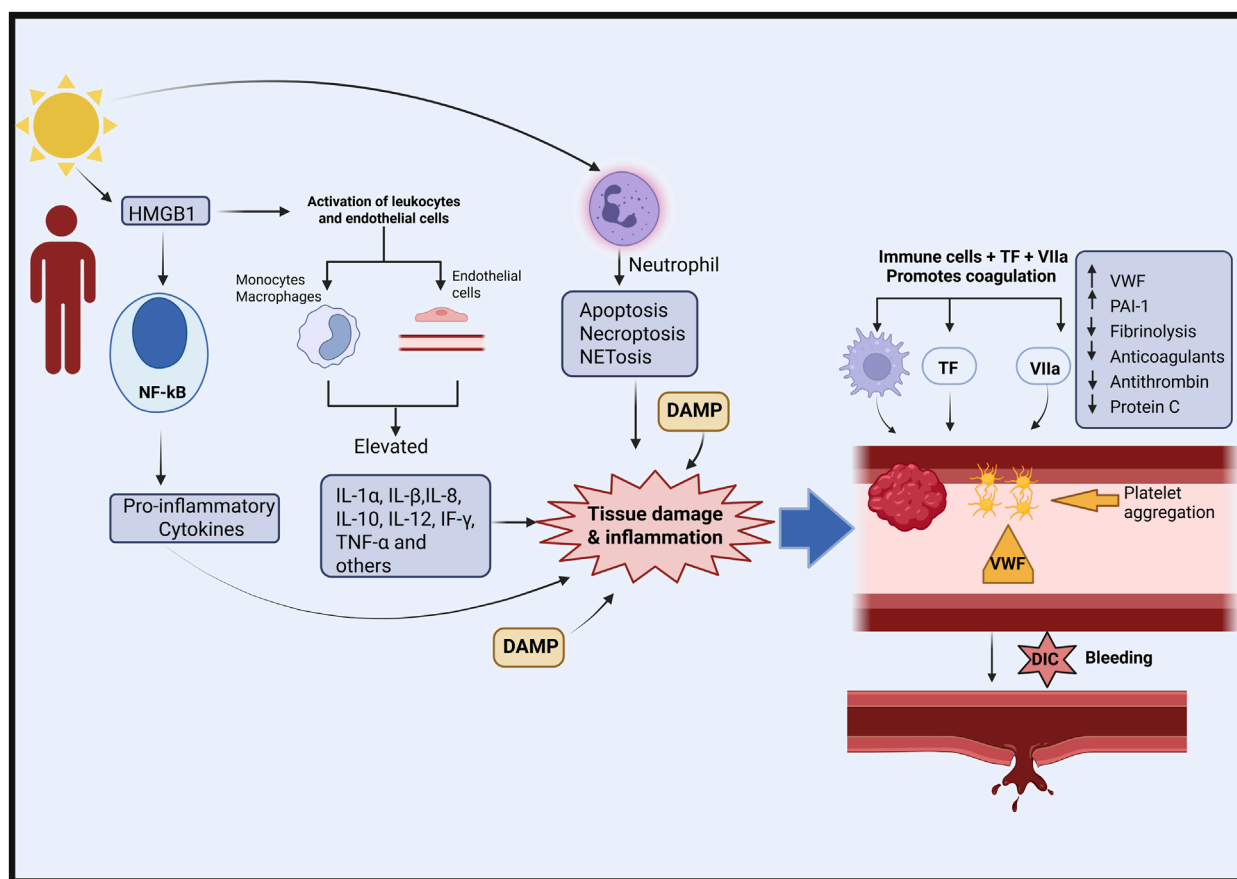 HMGB1
Activation of leukocytes
and endothelial cells
Monocytes
Macrophages
Endothelial
cells
Neutrophil
NF-kB
Apoptosis
Necroptosis
NETosis
DAMP
Elevated
Pro-inflammatory
Cytokines
IL-1α, IL-β,IL-8,
IL-10, IL-12, IF-γ,
TNF-α and
others
Tissue damage
& inflammation
DAMP
Immune cells + TF + VIIa
Promotes coagulation
TF
VIIa
VWF
PAI-1
Fibrinolysis
Anticoagulants
Antithrombin
Protein C
Platelet
aggregation
VWF
DIC
Bleeding